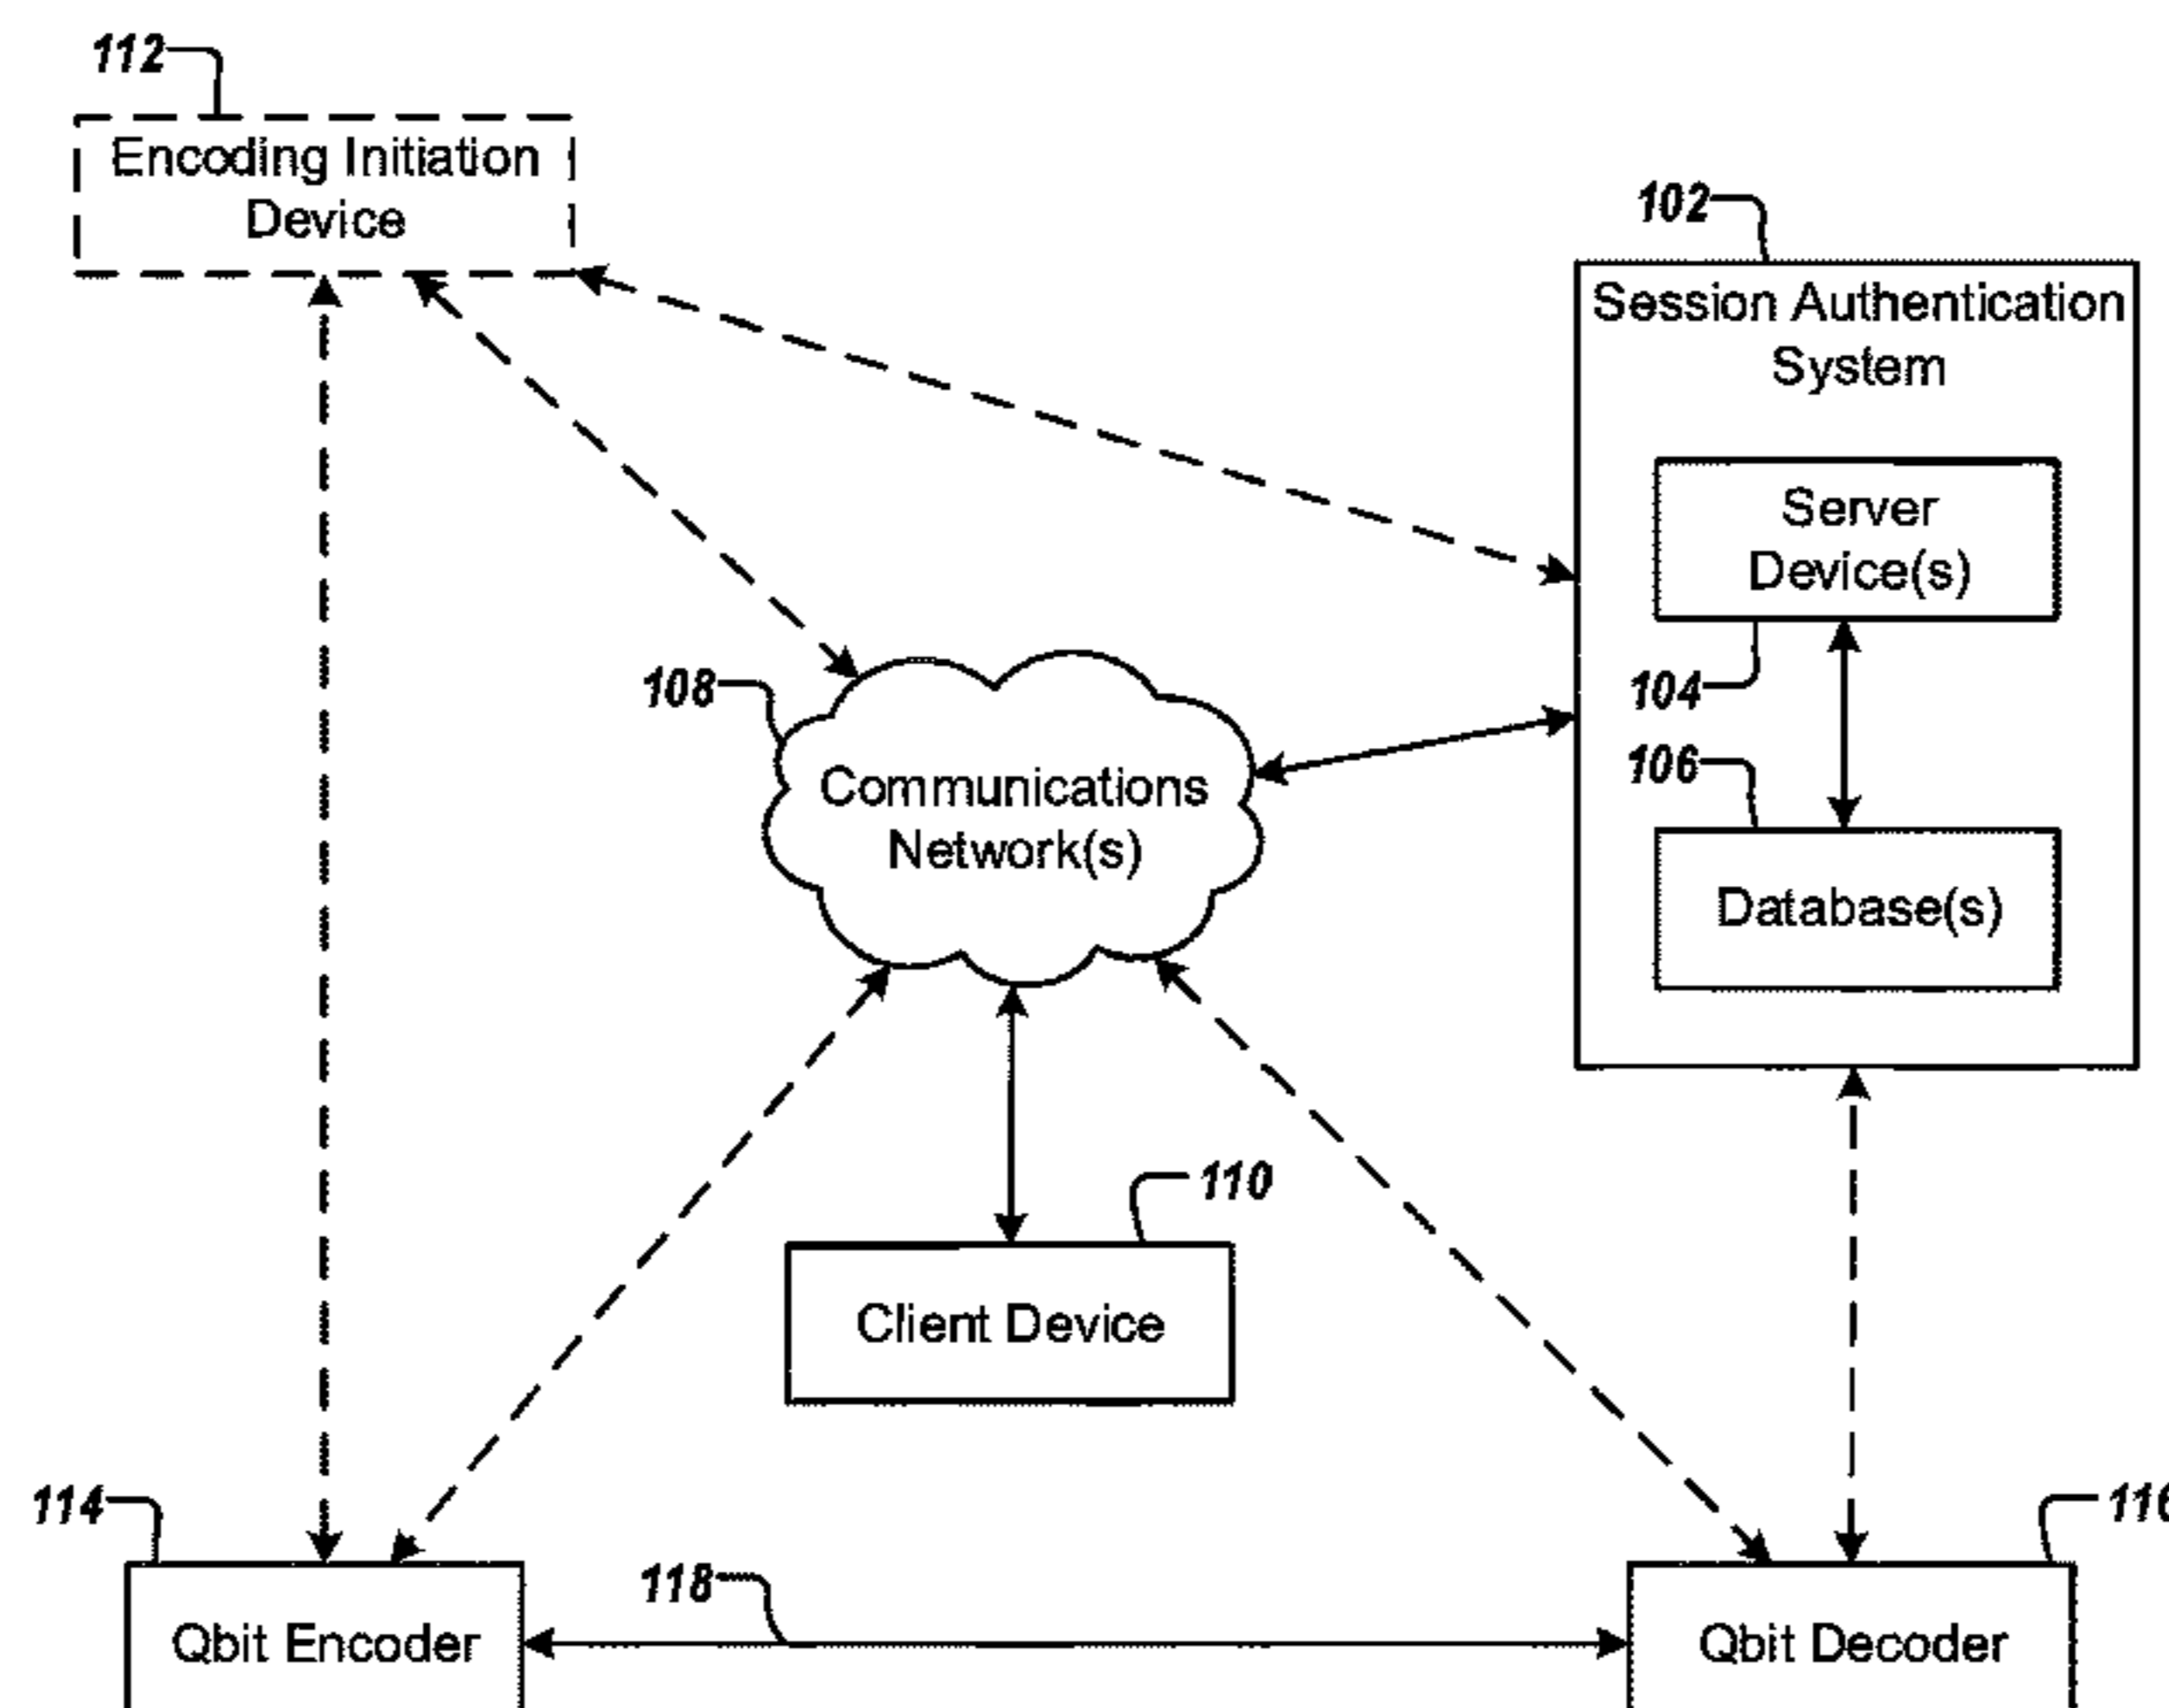 112
Encoding Initiation
Device
102
Session Authentication
System
Server
Device(s)
104
108
106
Communications
Network(s)
Database(s)
110
Client Device
114
116
118
Qbit Encoder
Qbit Decoder